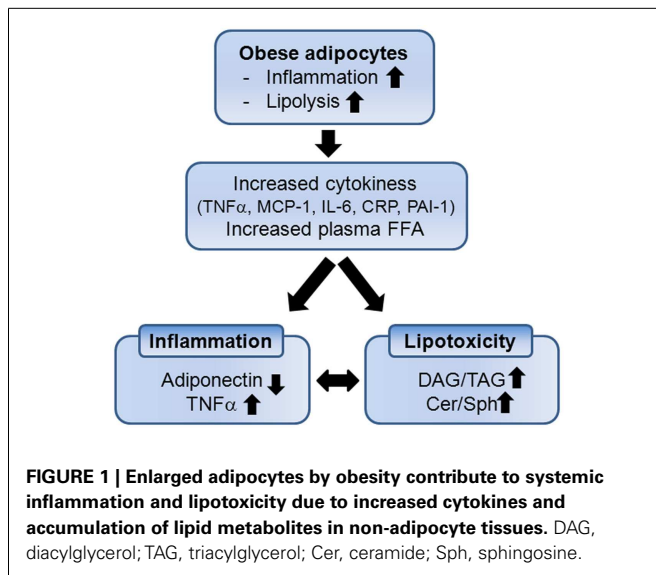 Obese adipocytes
- Inflammation
- Lipolysis
Increased cytokiness
(TNFα, MCP-1, IL-6, CRP, PAI-1)
Increased plasma FFA
Inflammation
Adiponectin
TNFα
Lipotoxicity
DAG/TAG
Cer/Sph
FIGURE 1 | Enlarged adipocytes by obesity contribute to systemic
inflammation and lipotoxicity due to increased cytokines and
accumulation of lipid metabolites in non-adipocyte tissues. DAG,
diacylglycerol; TAG, triacylglycerol; Cer, ceramide; Sph, sphingosine.